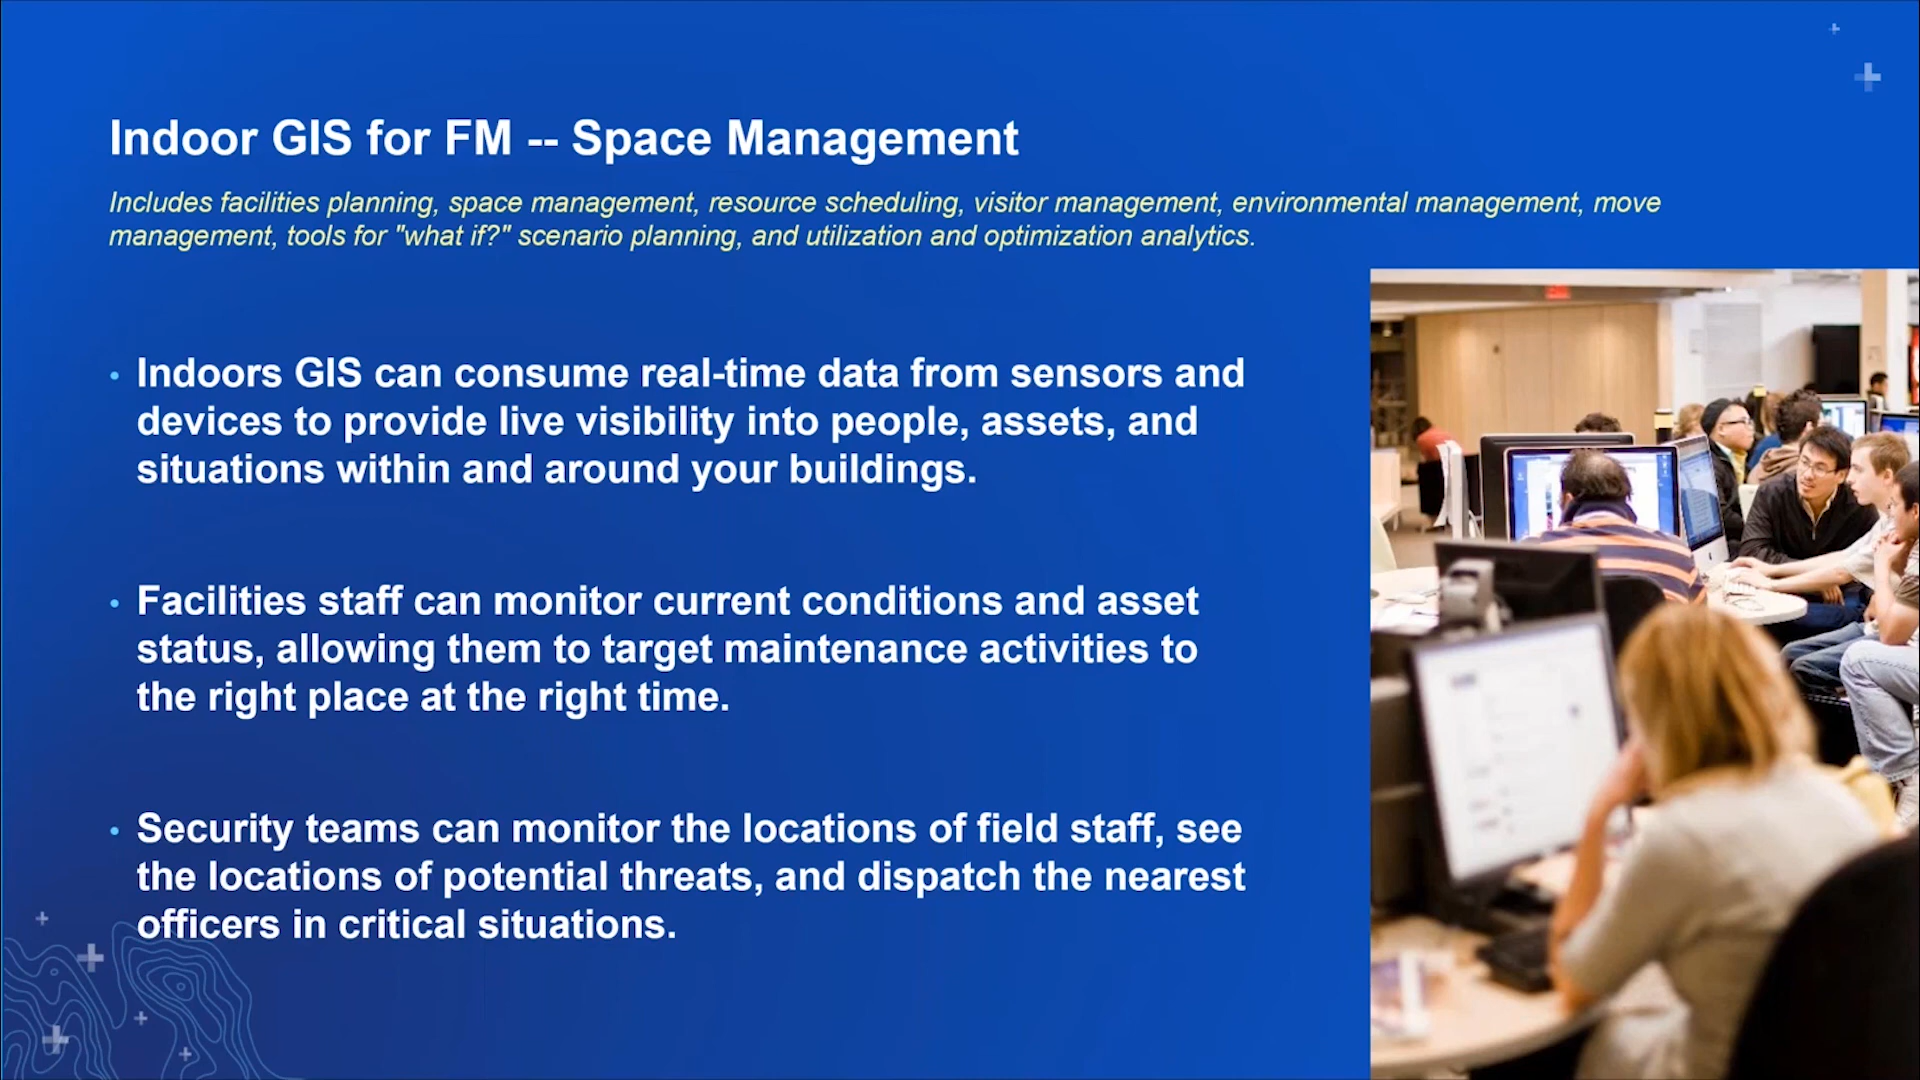 Indoor GIS for FM -- Space Management
Includes facilities planning, space management, resource scheduling, visitor management, environmental management, move
management, tools for "what if?" scenario planning, and utilization and optimization analytics.
• Indoors GIS can consume real-time data from sensors and
devices to provide live visibility into people, assets, and
situations within and around your buildings.
• Facilities staff can monitor current conditions and asset
status, allowing them to target maintenance activities to
the right place at the right time.
• Security teams can monitor the locations of field staff, see
the locations of potential threats, and dispatch the nearest
officers in critical situations.